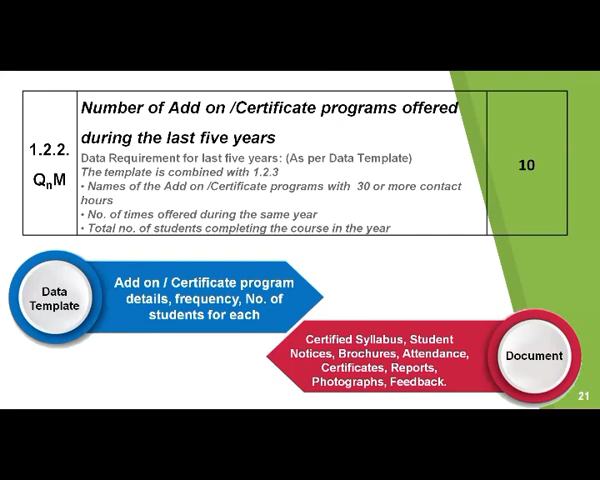 Number of Add on /Certificate programs offered
during the last five years
1.2.2.
QnM
Data Requirement for last five years: (As per Data Template)
The template is combined with 1.2.3
• Names of the Add on /Certificate programs with 30 or more contact
hours
• No. of times offered during the same year
• Total no. of students completing the course in the year
10
Data
Template
Add on / Certificate program
details, frequency, No. of
students for each
Certified Syllabus, Student
Notices, Brochures, Attendance,
Certificates, Reports,
Photographs, Feedback.
Document
21